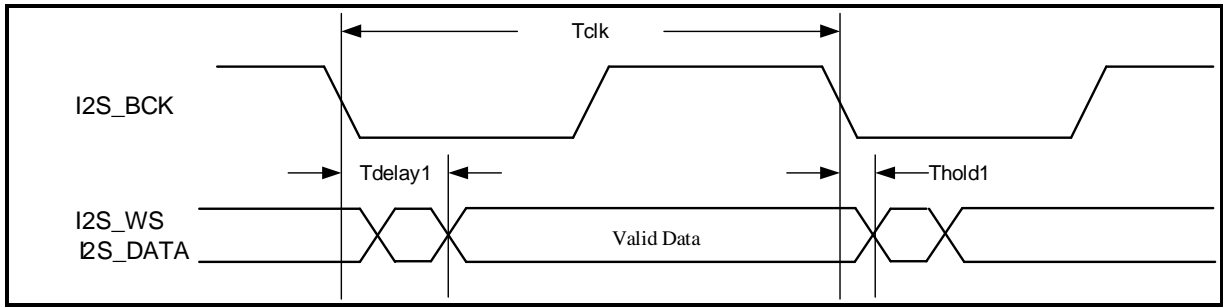 Tclk
I2S_BCK
Tdelay1
Thold1
I2S_WS
I2S_DATA
Valid Data